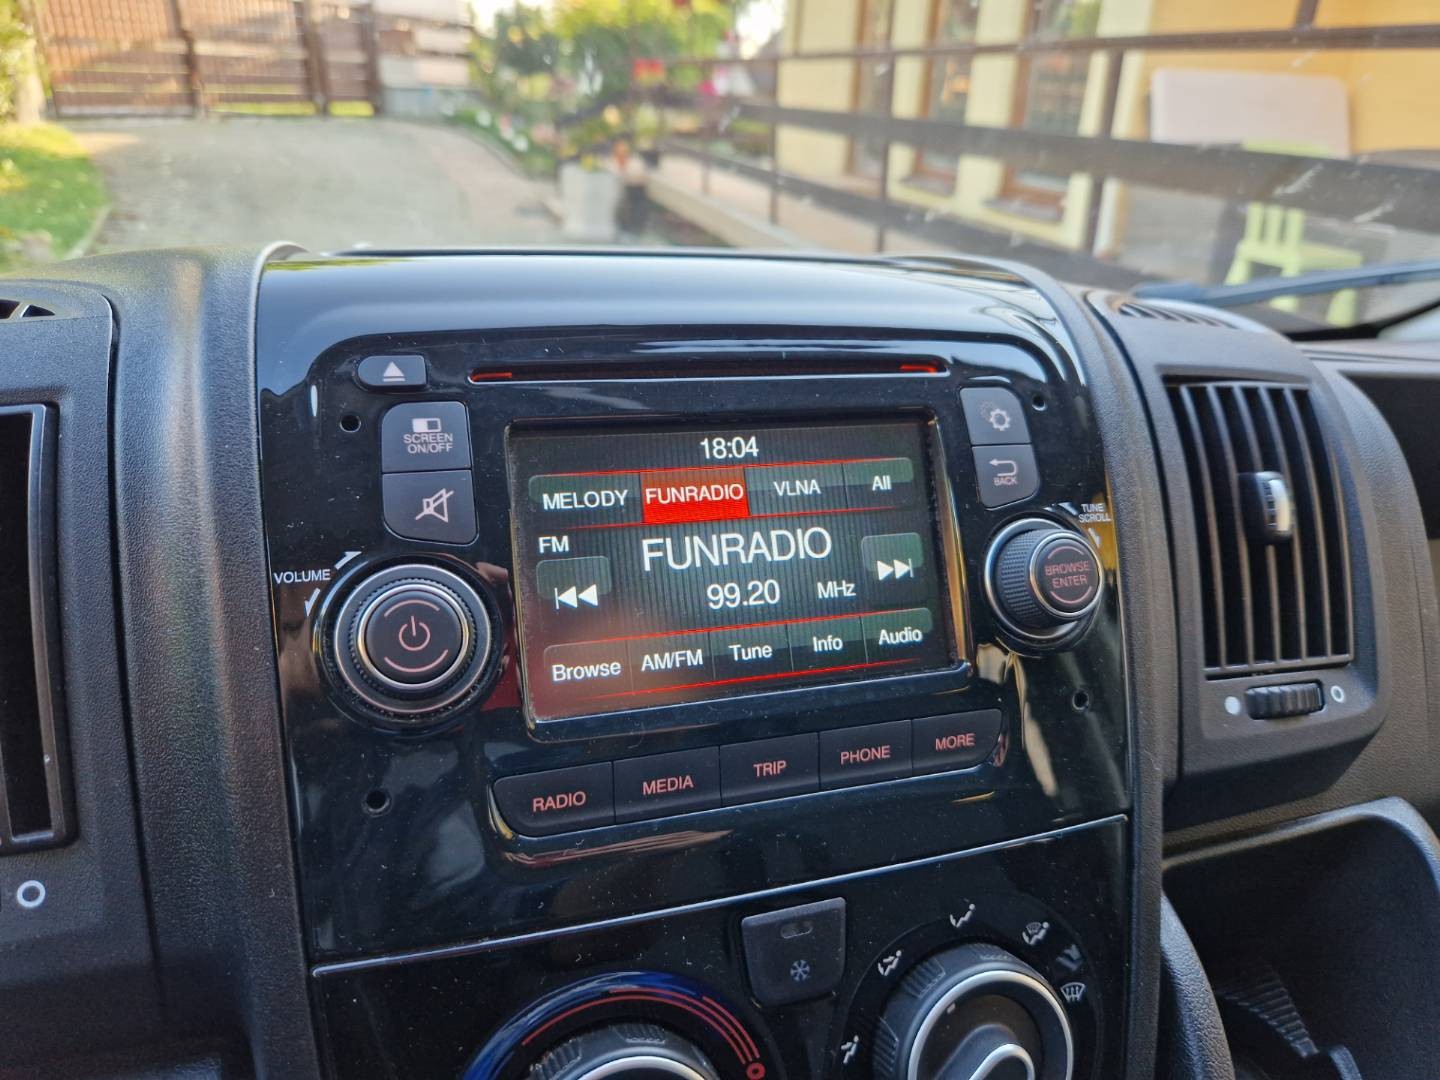 18:04
MELODY FUNRADIO VLNA All
FM
FUNRADIO
99.20 MHz
Browse AM/FM Tune Info Audio
SCREEN
ON/OFF
VOLUME
BACK
TUNE
SCROLL
BROWSE
ENTER
RADIO MEDIA TRIP PHONE MORE